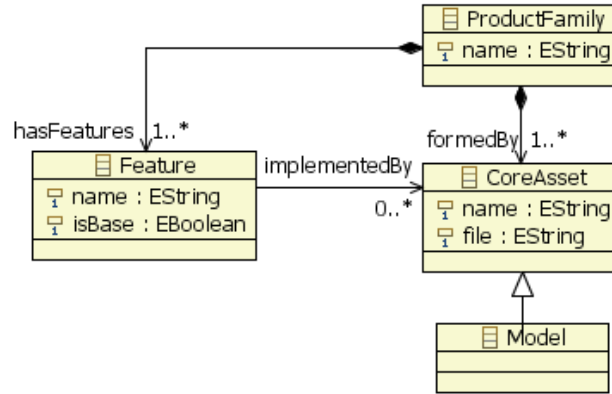 ProductFamily
name : EString
hasFeatures 1..*
formedBy 1..*
Feature
name : EString
isBase : EBoolean
implementedBy
0..*
CoreAsset
name : EString
file : EString
Model